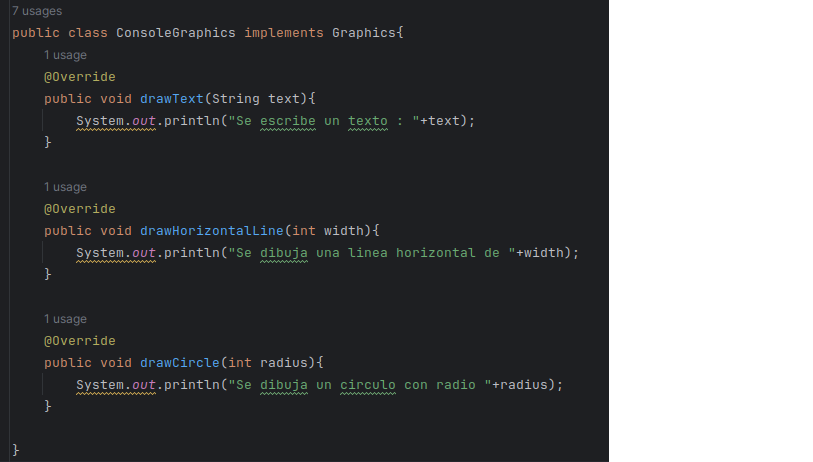 7 usages
public class ConsoleGraphics implements Graphics{
1 usage
@Override
public void drawText(String text){
System.out.println("Se escribe un texto : "+text);
}
1 usage
@Override
public void drawHorizontalLine(int width){
System.out.println("Se dibuja una linea horizontal de "+width);
}
1 usage
@Override
public void drawCircle(int radius){
System.out.println("Se dibuja un circulo con radio "+radius);
}
}